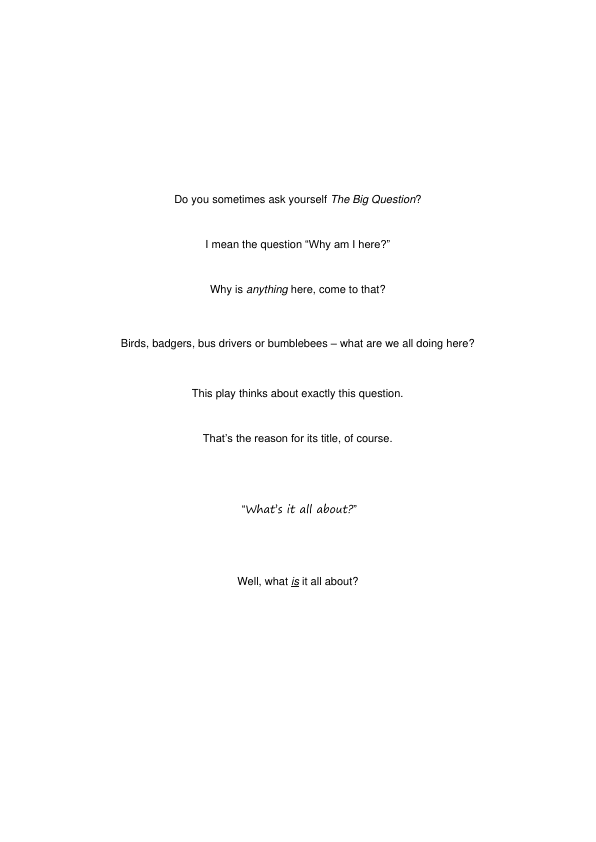 Do you sometimes ask yourself The Big Question?
I mean the question “Why am I here?”
Why is anything here, come to that?
Birds, badgers, bus drivers or bumblebees – what are we all doing here?
This play thinks about exactly this question.
That’s the reason for its title, of course.
“What’s it all about?”
Well, what is it all about?